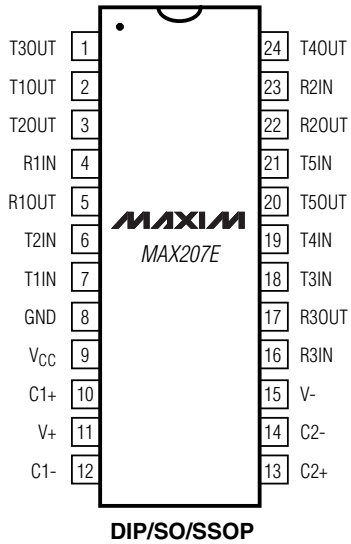 T3OUT 1 24 T4OUT
T1OUT 2 23 R2IN
T2OUT 3 22 R2OUT
R1IN 4 21 T5IN
R1OUT 5 20 T5OUT
MAXIM
T2IN 6 19 T4IN
MAX207E
T1IN 7 18 T3IN
GND 8 17 R3OUT
VCC 9 16 R3IN
C1+ 10 15 V-
V+ 11 14 C2-
C1- 12 13 C2+
DIP/SO/SSOP